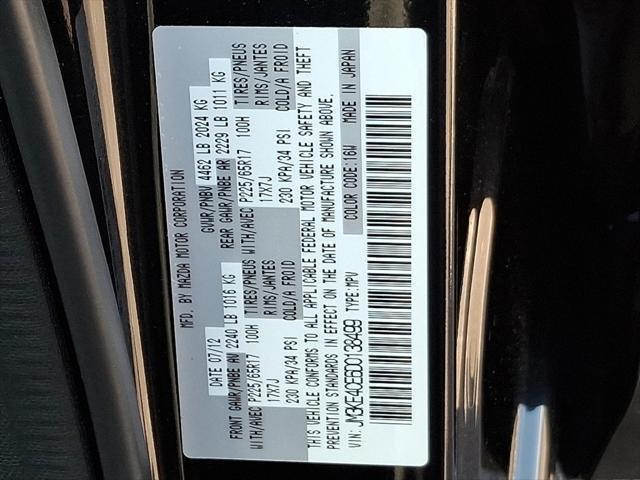 MFD. BY MAZDA MOTOR CORPORATION
DATE 07/12 GVWR/PNBV 4462 LB 2024 KG
FRONT GAWR/PNBE AV 2240 LB 1016 KG REAR GAWR/PNBE AR 2229 LB 1011 KG
WITH/AVEC P225/65R17 100H TIRES/PNEUS WITH/AVEC P225/65R17 100H TIRES/PNEUS
17X7J RIMS/JANTES 17X7J RIMS/JANTES
230 KPA/34 PSI COLD/A FROID 230 KPA/34 PSI COLD/A FROID
THIS VEHICLE CONFORMS TO ALL APPLICABLE FEDERAL MOTOR VEHICLE SAFETY AND THEFT
PREVENTION STANDARDS IN EFFECT ON THE DATE OF MANUFACTURE SHOWN ABOVE.
VIN: JM3KE4CE6D0138499 TYPE:MPV COLOR CODE:16W MADE IN JAPAN